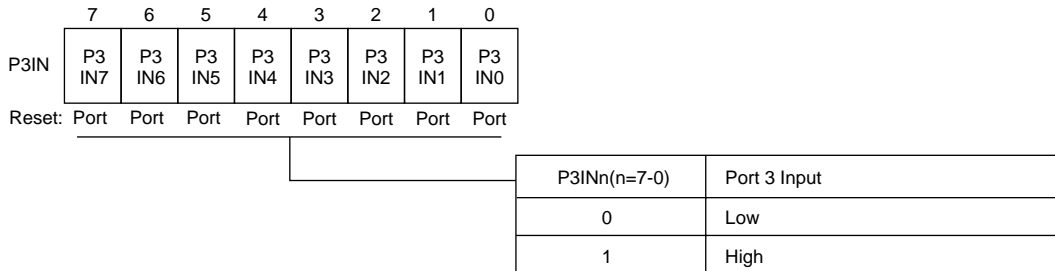 7 6 5 4 3 2 1 0
P3IN P3 IN7 P3 IN6 P3 IN5 P3 IN4 P3 IN3 P3 IN2 P3 IN1 P3 IN0
Reset: Port Port Port Port Port Port Port Port
P3INn(n=7-0) Port 3 Input
0 Low
1 High